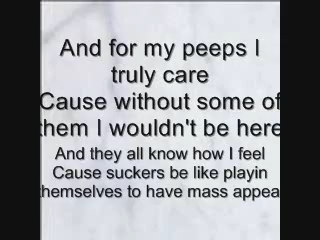 And for my peeps I
truly care
Cause without some of
them I wouldn't be here
And they all know how I feel
Cause suckers be like playin
themselves to have mass appea